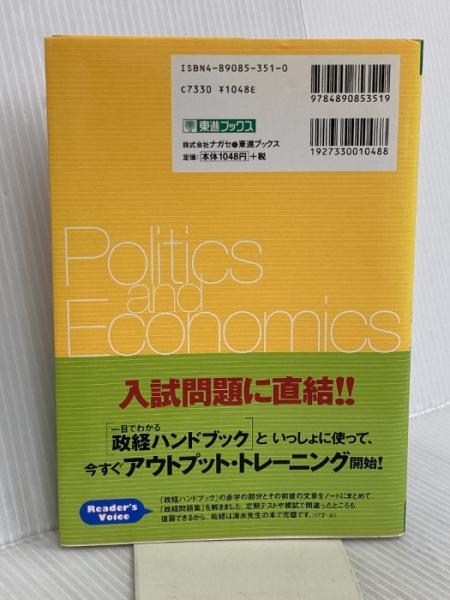 ISBN4-89085-351-0
C7330 ¥1048E
9784890853519
東進ブックス
株式会社ナガセ●東進ブックス
定価：本体1048円＋税
1927330010488
Politics
and
Economics
入試問題に直結!!
一目でわかる
政経ハンドブック といっしょに使って、
今すぐアウトプット・トレーニング開始!
Reader's
Voice
「政経ハンドブック」の赤字の部分とその前後の文章をノートにまとめて、
「政経問題集」を解きました。定期テストや模試で間違ったところも
復習できるから、政経は清水先生の本で完璧です。